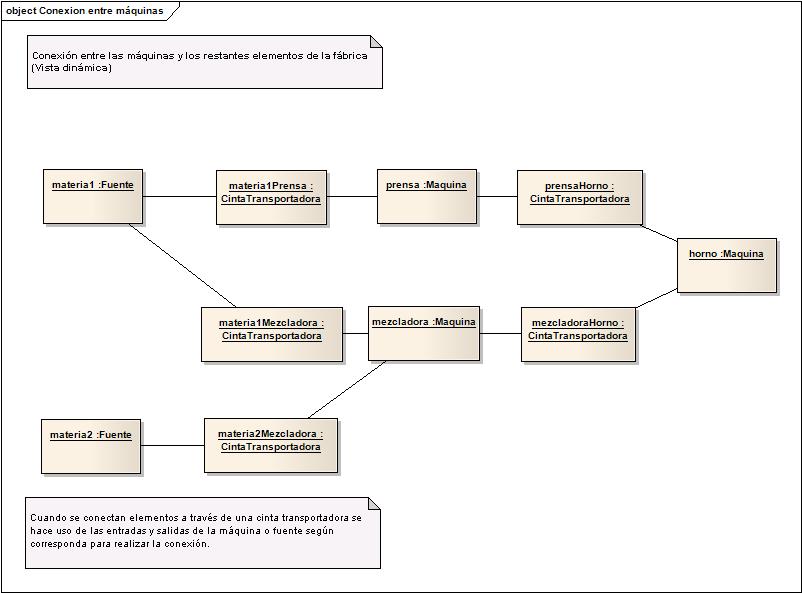 object Conexion entre máquinas
Conexión entre las máquinas y los restantes elementos de la fábrica
(Vista dinámica)
materia1 :Fuente
materia1Prensa :
CintaTransportadora
prensa :Maquina
prensaHorno :
CintaTransportadora
horno :Maquina
materia1Mezcladora :
CintaTransportadora
mezcladora :Maquina
mezcladoraHorno :
CintaTransportadora
materia2 :Fuente
materia2Mezcladora :
CintaTransportadora
Cuando se conectan elementos a través de una cinta transportadora se
hace uso de las entradas y salidas de la máquina o fuente según
corresponda para realizar la conexión.